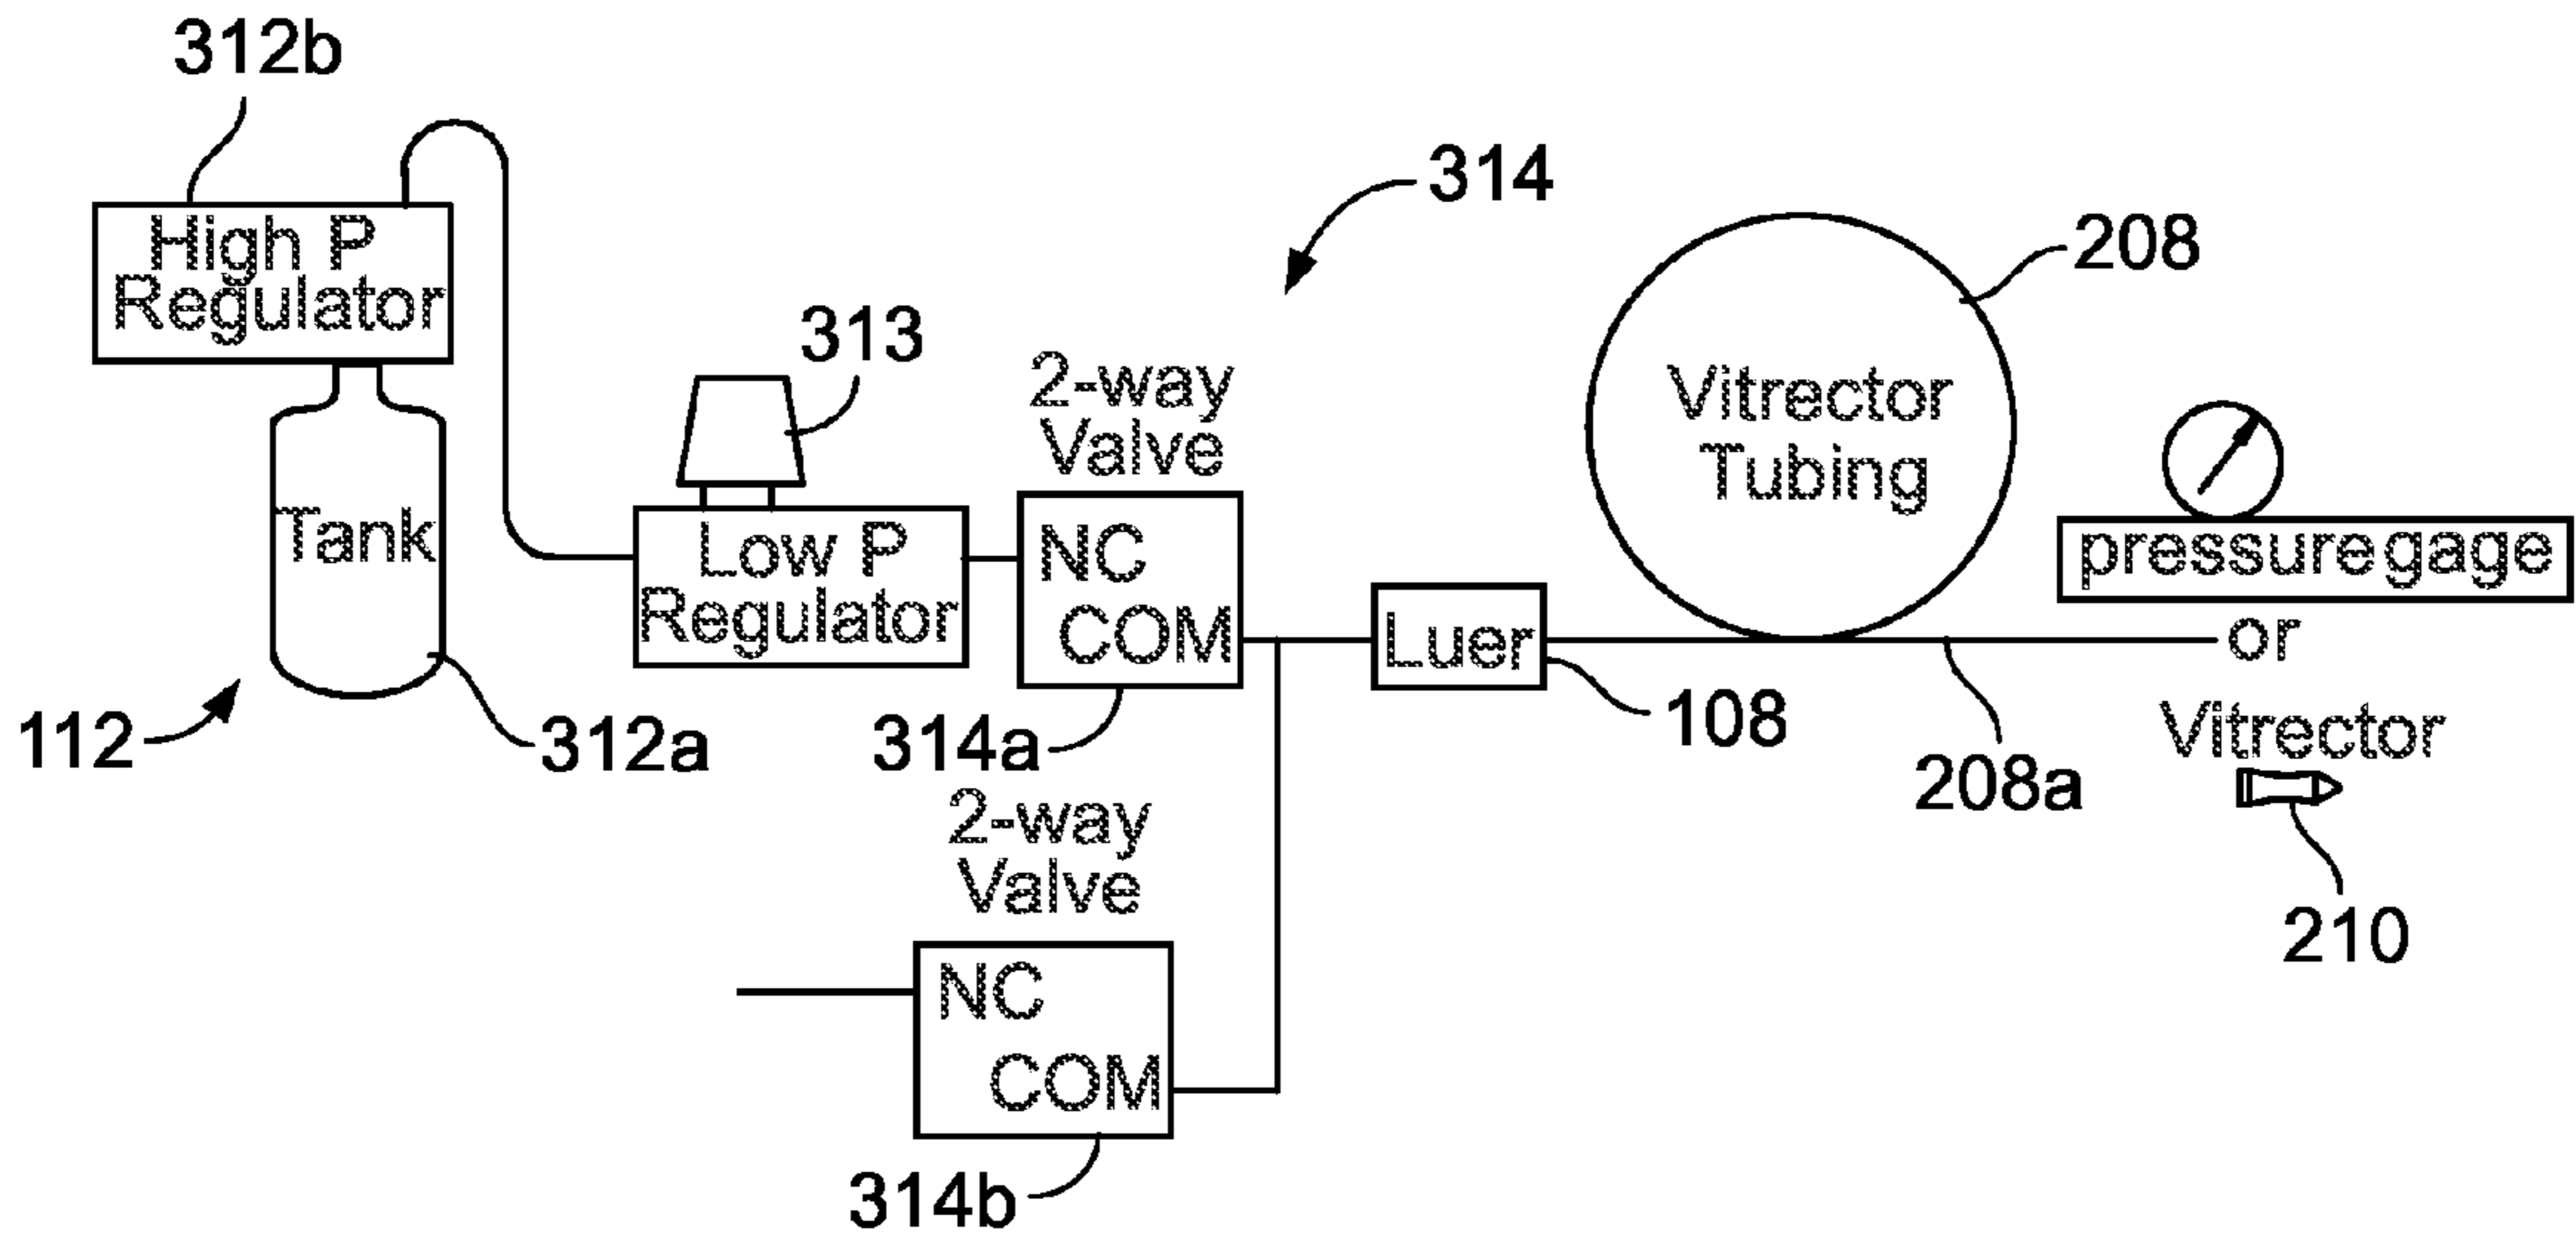 312b
High P
Regulator
Tank
112
312a
313
Low P
Regulator
2-way
Valve
NC
COM
314a
314
2-way
Valve
NC
COM
314b
Luer
108
Vitrector
Tubing
208
208a
pressure gage
or
Vitrector
210